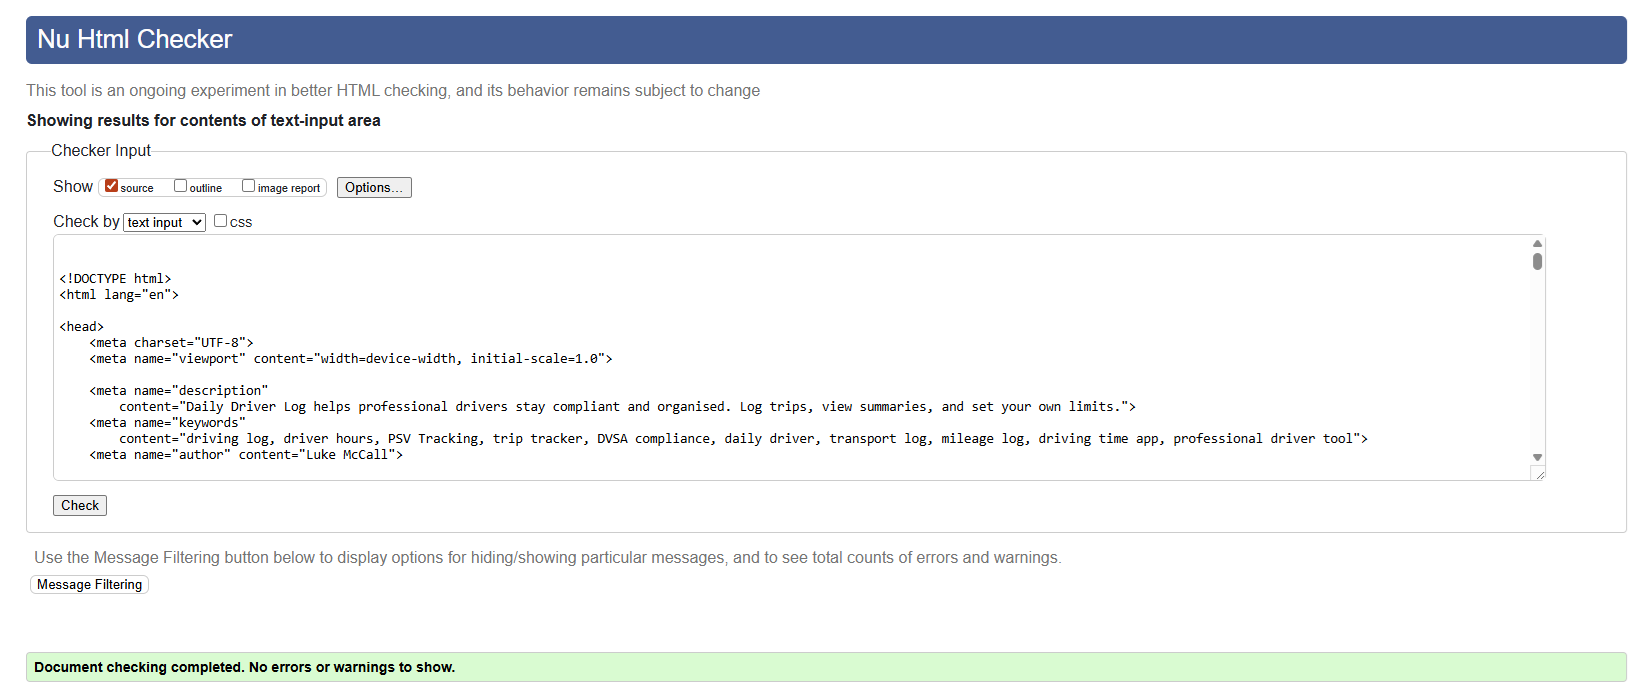 Nu Html Checker
This tool is an ongoing experiment in better HTML checking, and its behavior remains subject to change
Showing results for contents of text-input area
Checker Input
Show source outline image report Options...
Check by text input css
<!DOCTYPE html>
<html lang="en">
<head>
<meta charset="UTF-8">
<meta name="viewport" content="width=device-width, initial-scale=1.0">
<meta name="description"
content="Daily Driver Log helps professional drivers stay compliant and organised. Log trips, view summaries, and set your own limits.">
<meta name="keywords"
content="driving log, driver hours, PSV Tracking, trip tracker, DVSA compliance, daily driver, transport log, mileage log, driving time app, professional driver tool">
<meta name="author" content="Luke McCall">
Check
Use the Message Filtering button below to display options for hiding/showing particular messages, and to see total counts of errors and warnings.
Message Filtering
Document checking completed. No errors or warnings to show.